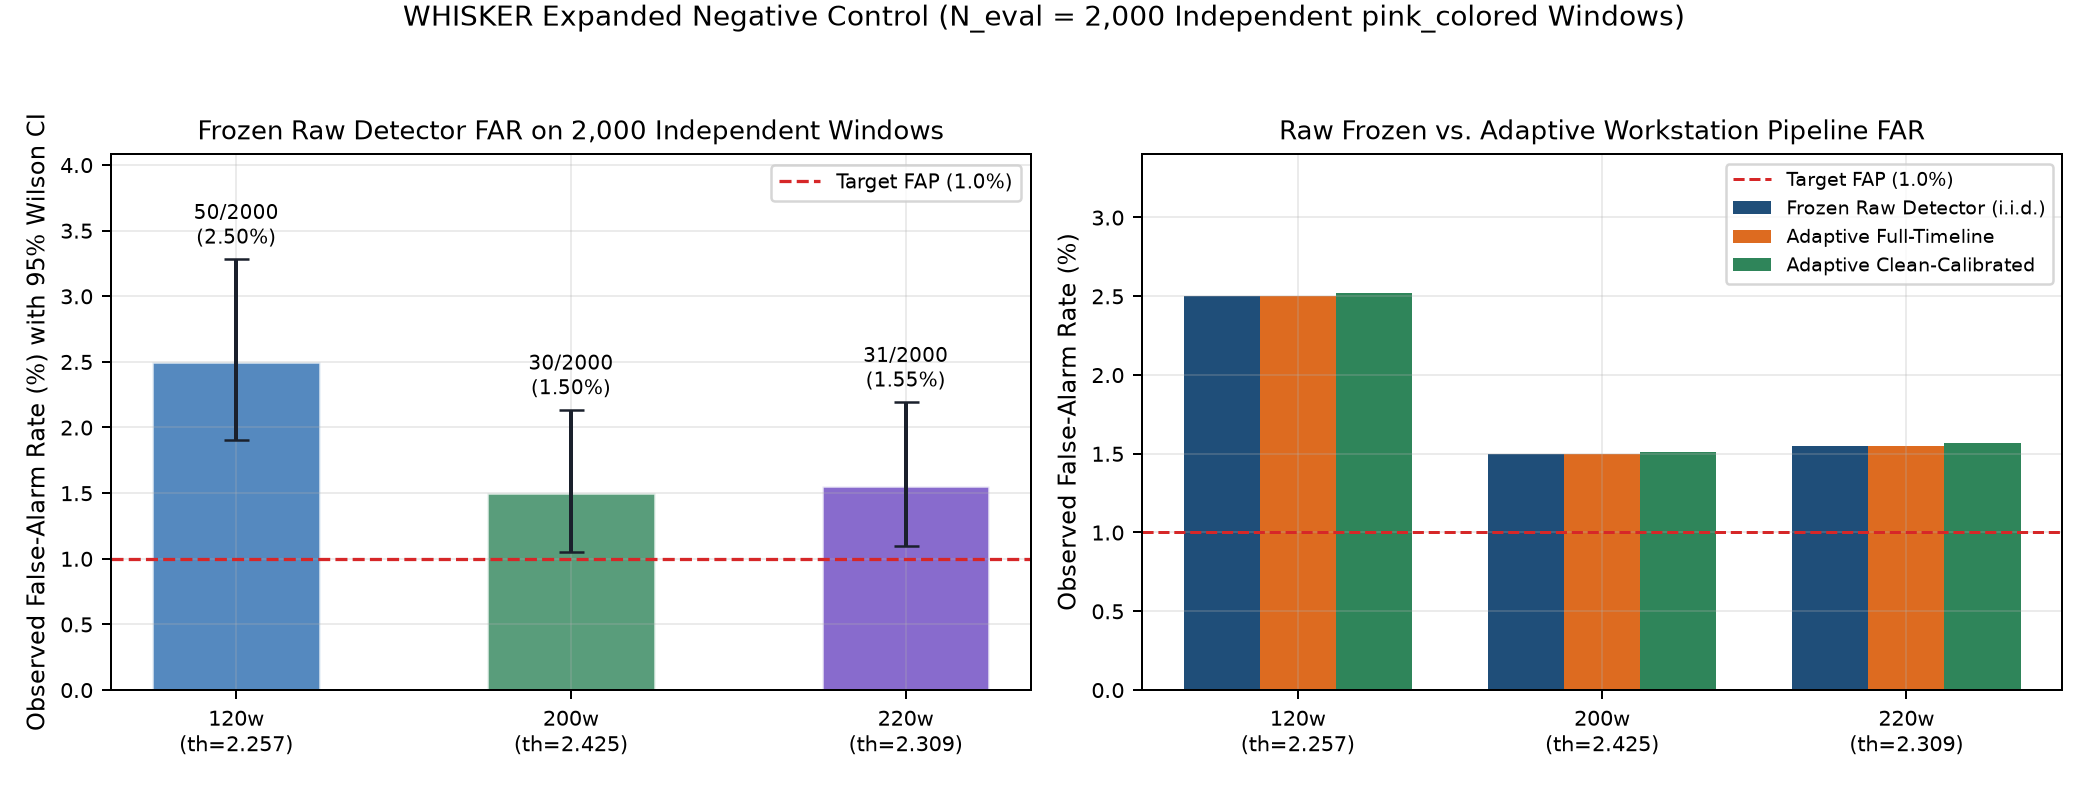 WHISKER Expanded Negative Control (N_eval = 2,000 Independent pink_colored Windows)
Frozen Raw Detector FAR on 2,000 Independent Windows
Observed False-Alarm Rate (%) with 95% Wilson CI
4.0
3.5
3.0
2.5
2.0
1.5
1.0
0.5
0.0
Target FAP (1.0%)
50/2000
(2.50%)
30/2000
(1.50%)
31/2000
(1.55%)
120w
(th=2.257)
200w
(th=2.425)
220w
(th=2.309)
Raw Frozen vs. Adaptive Workstation Pipeline FAR
Observed False-Alarm Rate (%)
3.0
2.5
2.0
1.5
1.0
0.5
0.0
Target FAP (1.0%)
Frozen Raw Detector (i.i.d.)
Adaptive Full-Timeline
Adaptive Clean-Calibrated
120w
(th=2.257)
200w
(th=2.425)
220w
(th=2.309)